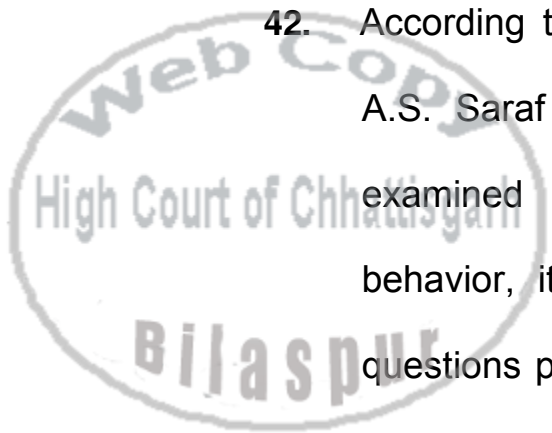 42. According t
A.S. Saraf
examined
behavior, it
questions p
Web Copy
High Court of Chhattisgarh
Bilaspur